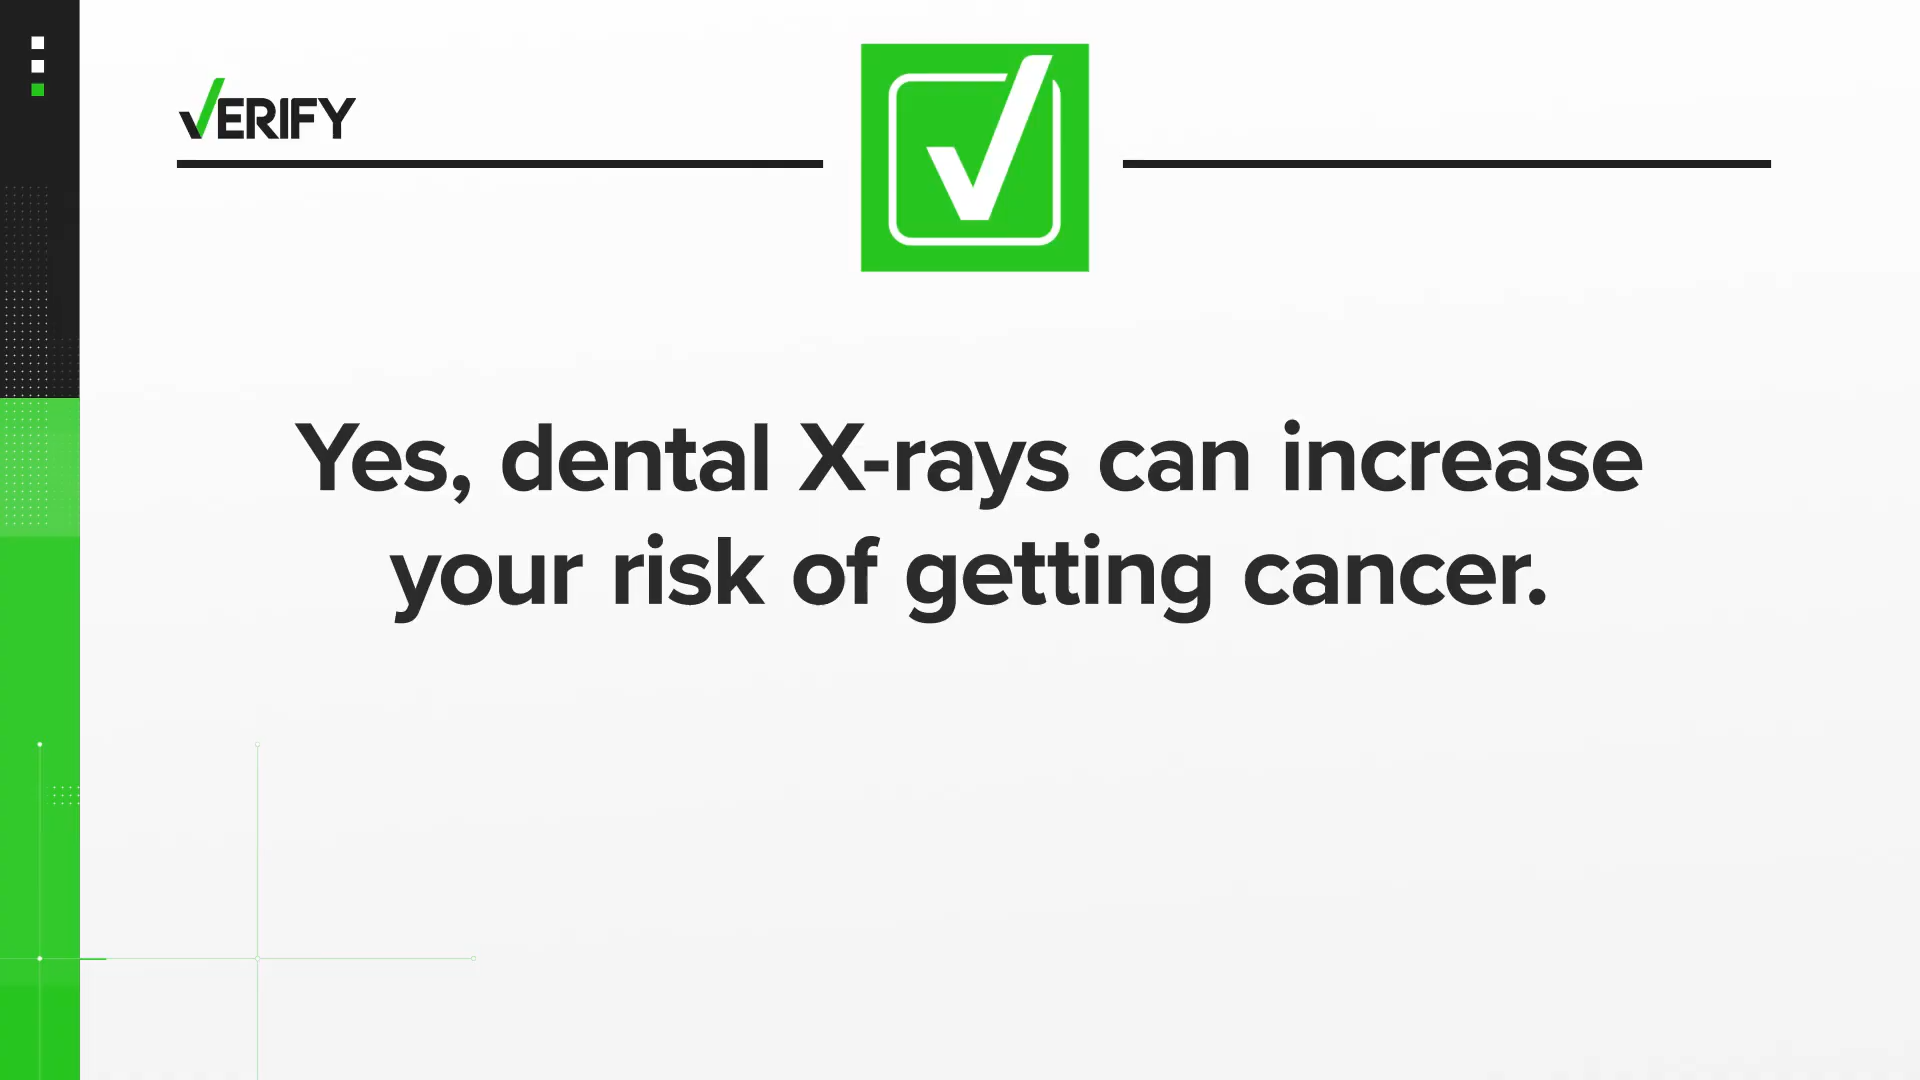 VERIFY
Yes, dental X-rays can increase
your risk of getting cancer.